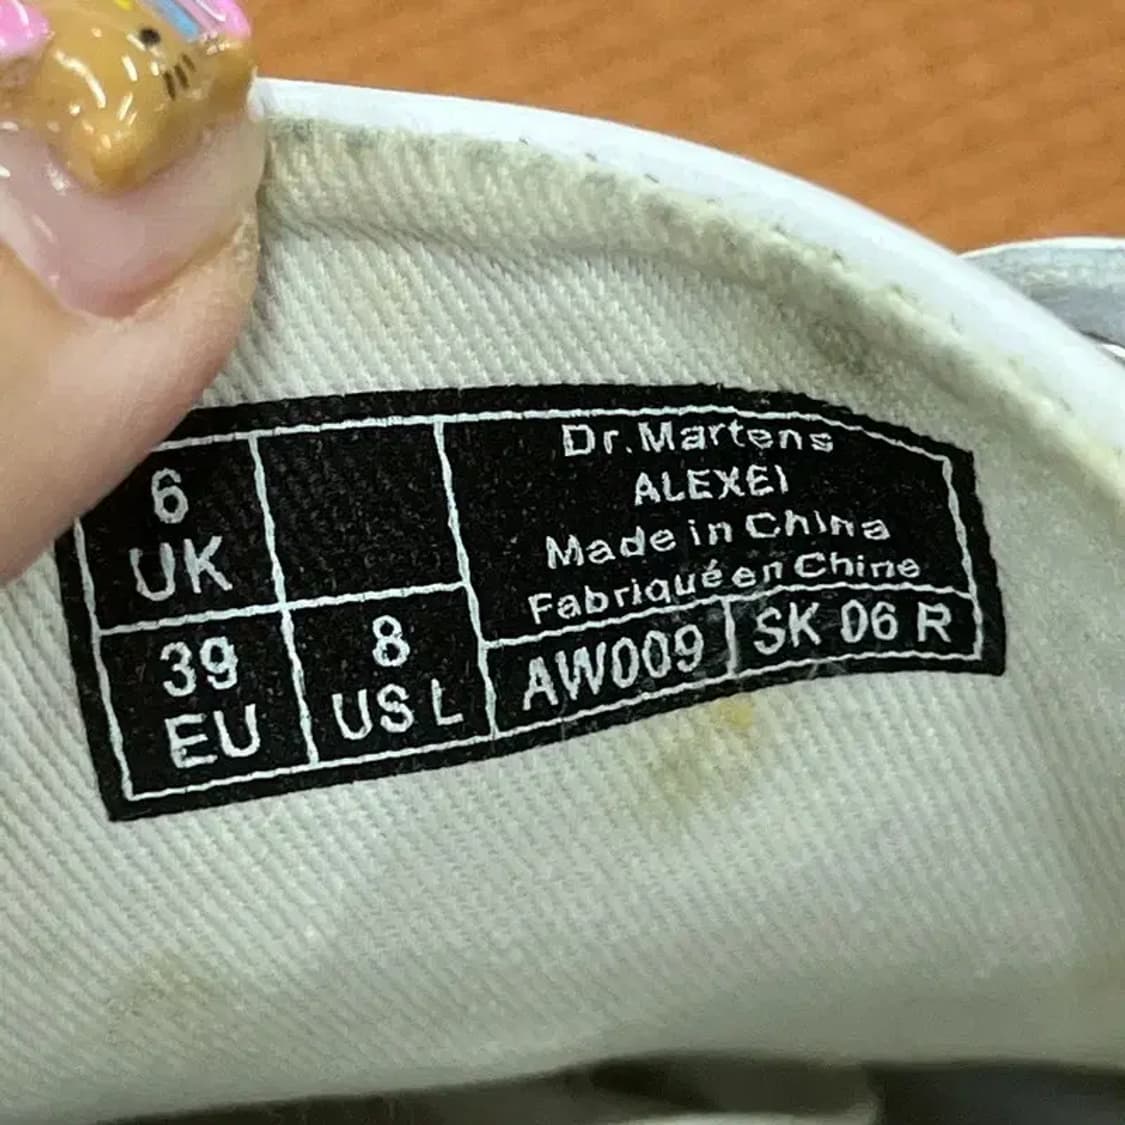 6
UK
39
EU
8
US L
Dr.Martens
ALEXEI
Made in China
Fabriqué en Chine
AW009
SK 06 R